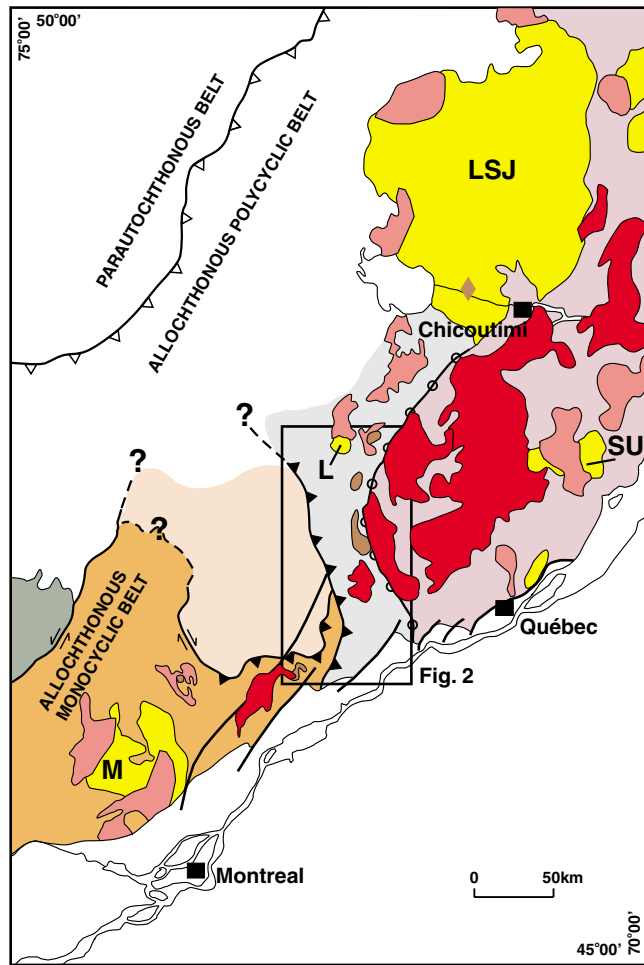 50°00'
75°00'
PARAUTOCHTHONOUS BELT
ALLOCHTHONOUS POLYCYCLIC BELT
LSJ
Chicoutimi
?
?
?
L
SU
ALLOCHTHONOUS
MONOCYCLIC BELT
Québec
Fig. 2
M
Montreal
0 50km
45°00'
70°00'